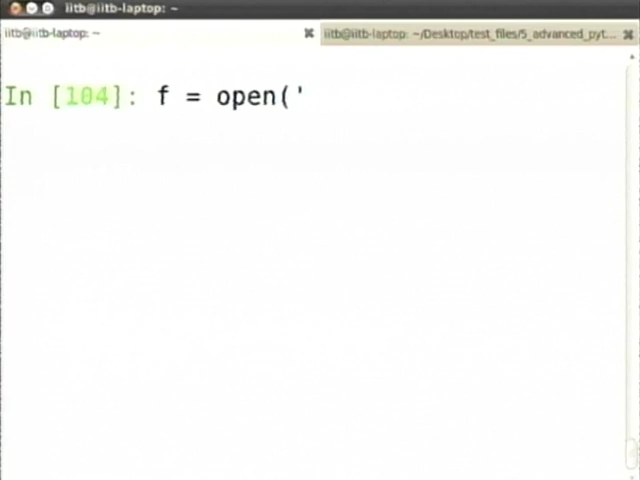 iitb@iitb-laptop: ~
iitb@iitb-laptop: ~ ✖ iitb@iitb-laptop: ~/Desktop/test_files/5_advanced_pyt... ✖
In [104]: f = open('